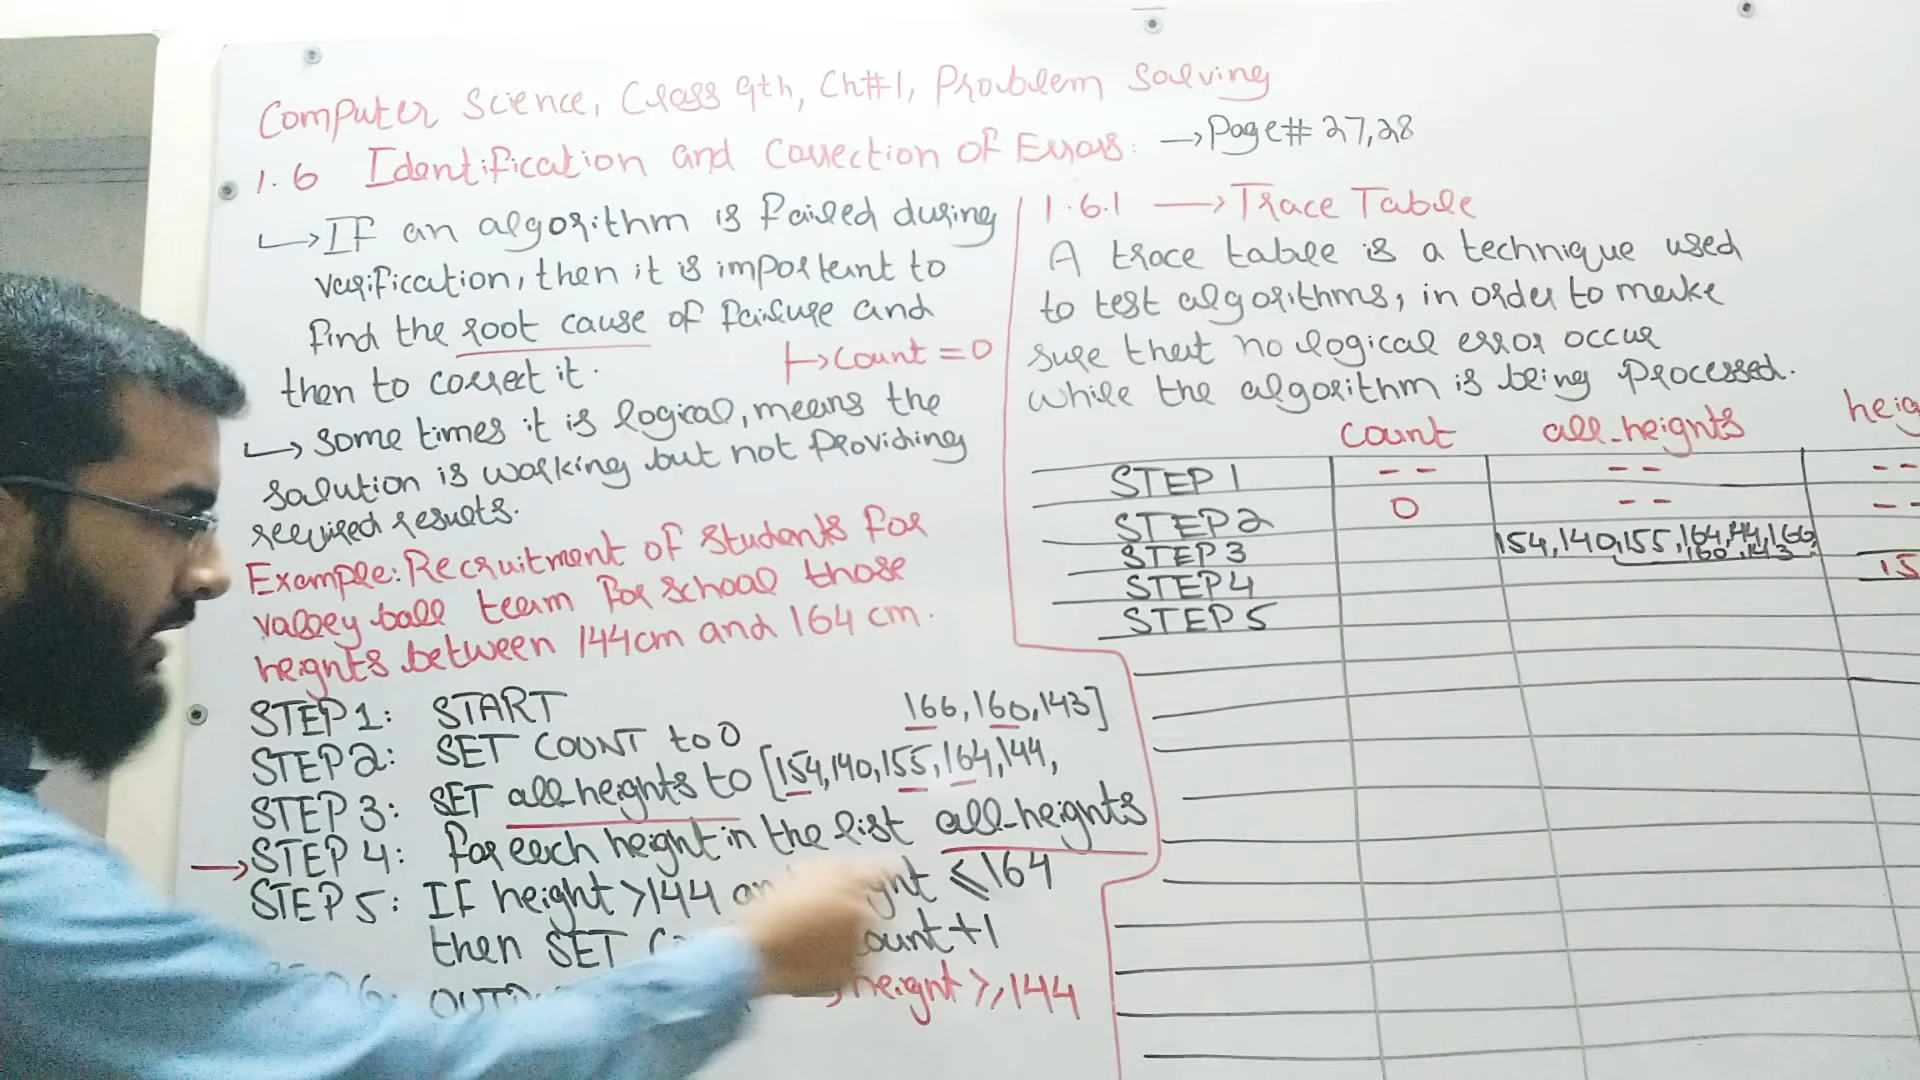 Computer Science, Class 9th, Ch#1, Problem Solving
1.6 Identification and Correction of Errors: → Page# 27,28
↳ If an algorithm is failed during
varification, then it is important to
find the root cause of failure and
then to correct it.
↦ count = 0
↳ Some times it is logical, means the
solution is working but not providing
required results.
Example: Recruitment of students for
valley ball team for school those
heights between 144cm and 164 cm.
STEP 1: START
STEP 2: SET COUNT to 0
166, 160, 143]
STEP 3: SET all-heights to [154,140,155,164,144,
→ STEP 4: for each height in the list all-heights
STEP 5: IF height >144 ⩽164
then SET +1
height ⩾ 144
1.6.1 → Trace Table
A trace table is a technique used
to test algorithms, in order to make
sure that no logical error occur
while the algorithm is being processed.
count all-heights heig
STEP 1 -- -- --
STEP 2 0 -- --
STEP 3 154,140,155,164,144,166,
160,143
STEP 4 15
STEP 5